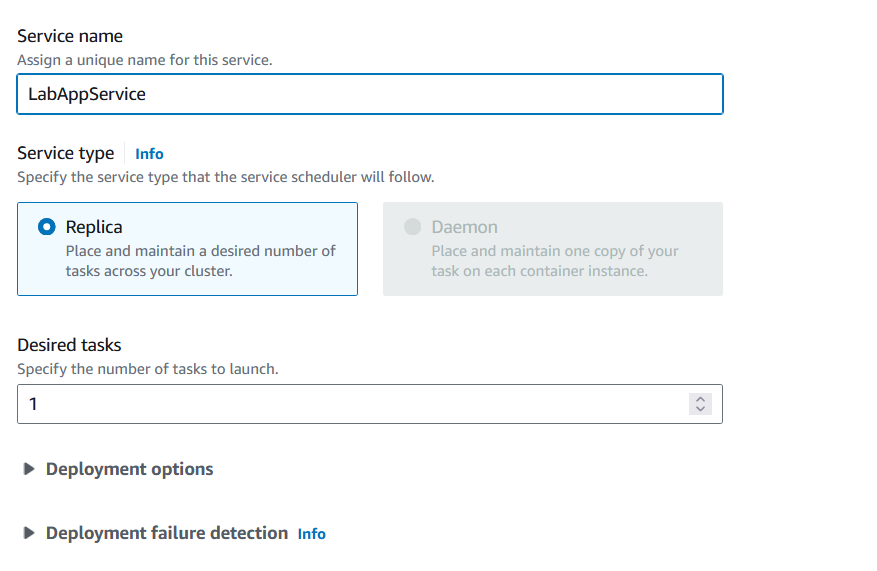 Service name
Assign a unique name for this service.
LabAppService
Service type Info
Specify the service type that the service scheduler will follow.
Replica
Place and maintain a desired number of
tasks across your cluster.
Daemon
Place and maintain one copy of your
task on each container instance.
Desired tasks
Specify the number of tasks to launch.
1
Deployment options
Deployment failure detection Info